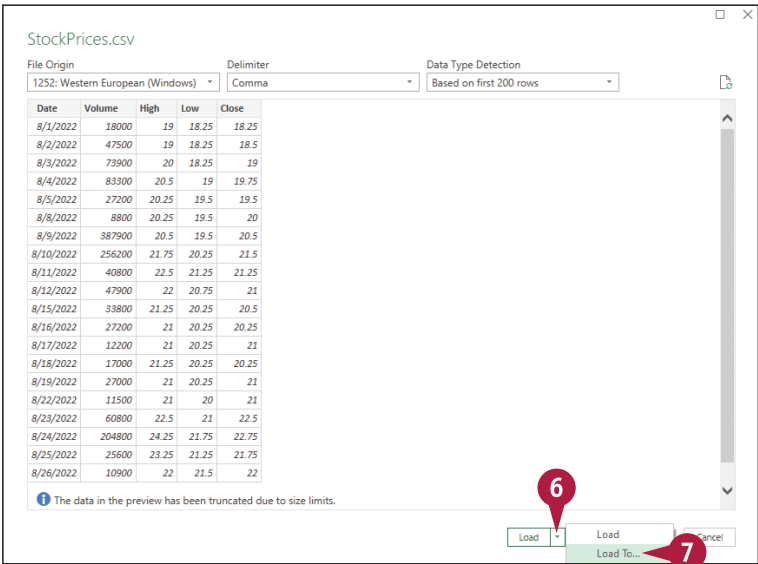 StockPrices.csv
File Origin Delimiter Data Type Detection
1252: Western European (Windows) Comma Based on first 200 rows
Date Volume High Low Close
8/1/2022 18000 19 18.25 18.25
8/2/2022 47500 19 18.25 18.5
8/3/2022 73900 20 18.25 19
8/4/2022 83300 20.5 19 19.75
8/5/2022 27200 20.25 19.5 19.5
8/8/2022 8800 20.25 19.5 20
8/9/2022 387900 20.5 19.5 20.5
8/10/2022 256200 21.75 20.25 21.5
8/11/2022 40800 22.5 21.25 21.25
8/12/2022 47900 22 20.75 21
8/15/2022 33800 21.25 20.25 20.5
8/16/2022 27200 21 20.25 20.25
8/17/2022 12200 21 20.25 21
8/18/2022 17000 21.25 20.25 20.25
8/19/2022 27000 21 20.25 21
8/22/2022 11500 21 20 21
8/23/2022 60800 22.5 21 22.5
8/24/2022 204800 24.25 21.75 22.75
8/25/2022 25600 23.25 21.25 21.75
8/26/2022 10900 22 21.5 22
The data in the preview has been truncated due to size limits.
6
Load Load Cancel
Load To... 7